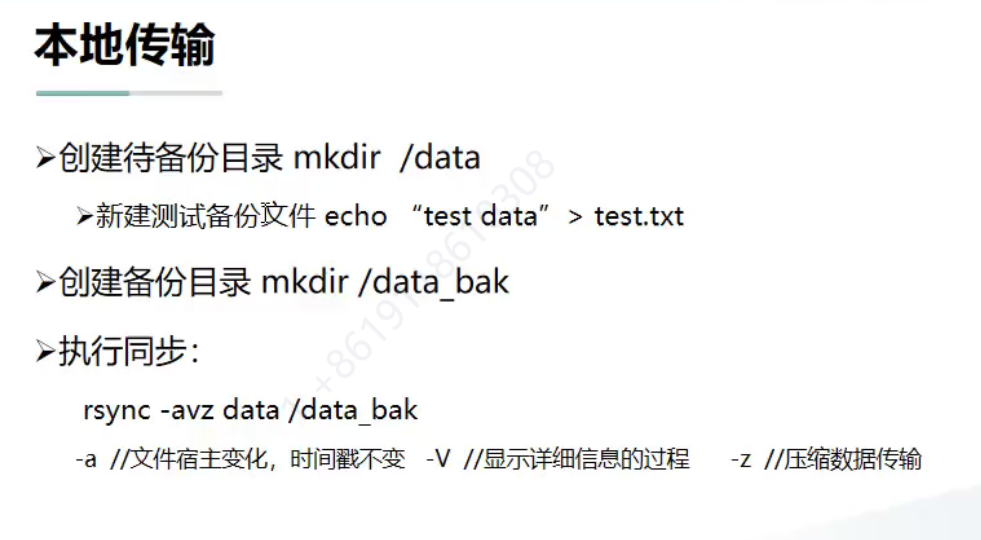 本地传输
➢创建待备份目录 mkdir  /data
➢新建测试备份文件 echo “test data” > test.txt
➢创建备份目录 mkdir /data_bak
➢执行同步：
rsync -avz data /data_bak
-a //文件宿主变化，时间戳不变 -V //显示详细信息的过程 -z //压缩数据传输